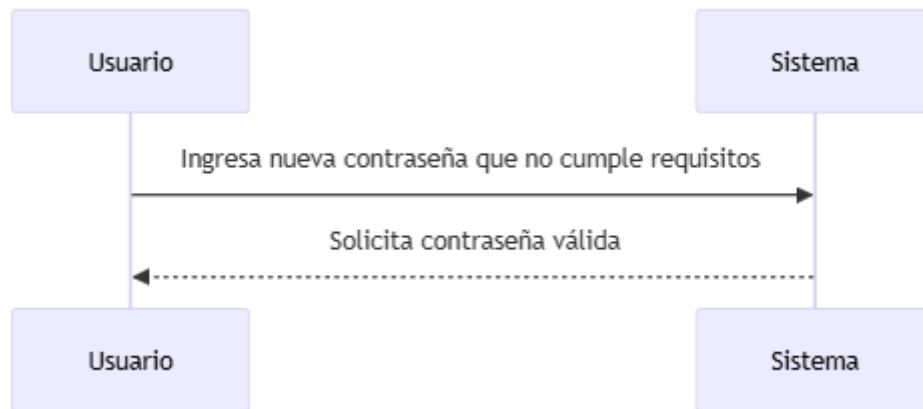 Usuario
Sistema
Ingresa nueva contraseña que no cumple requisitos
Solicita contraseña válida
Usuario
Sistema